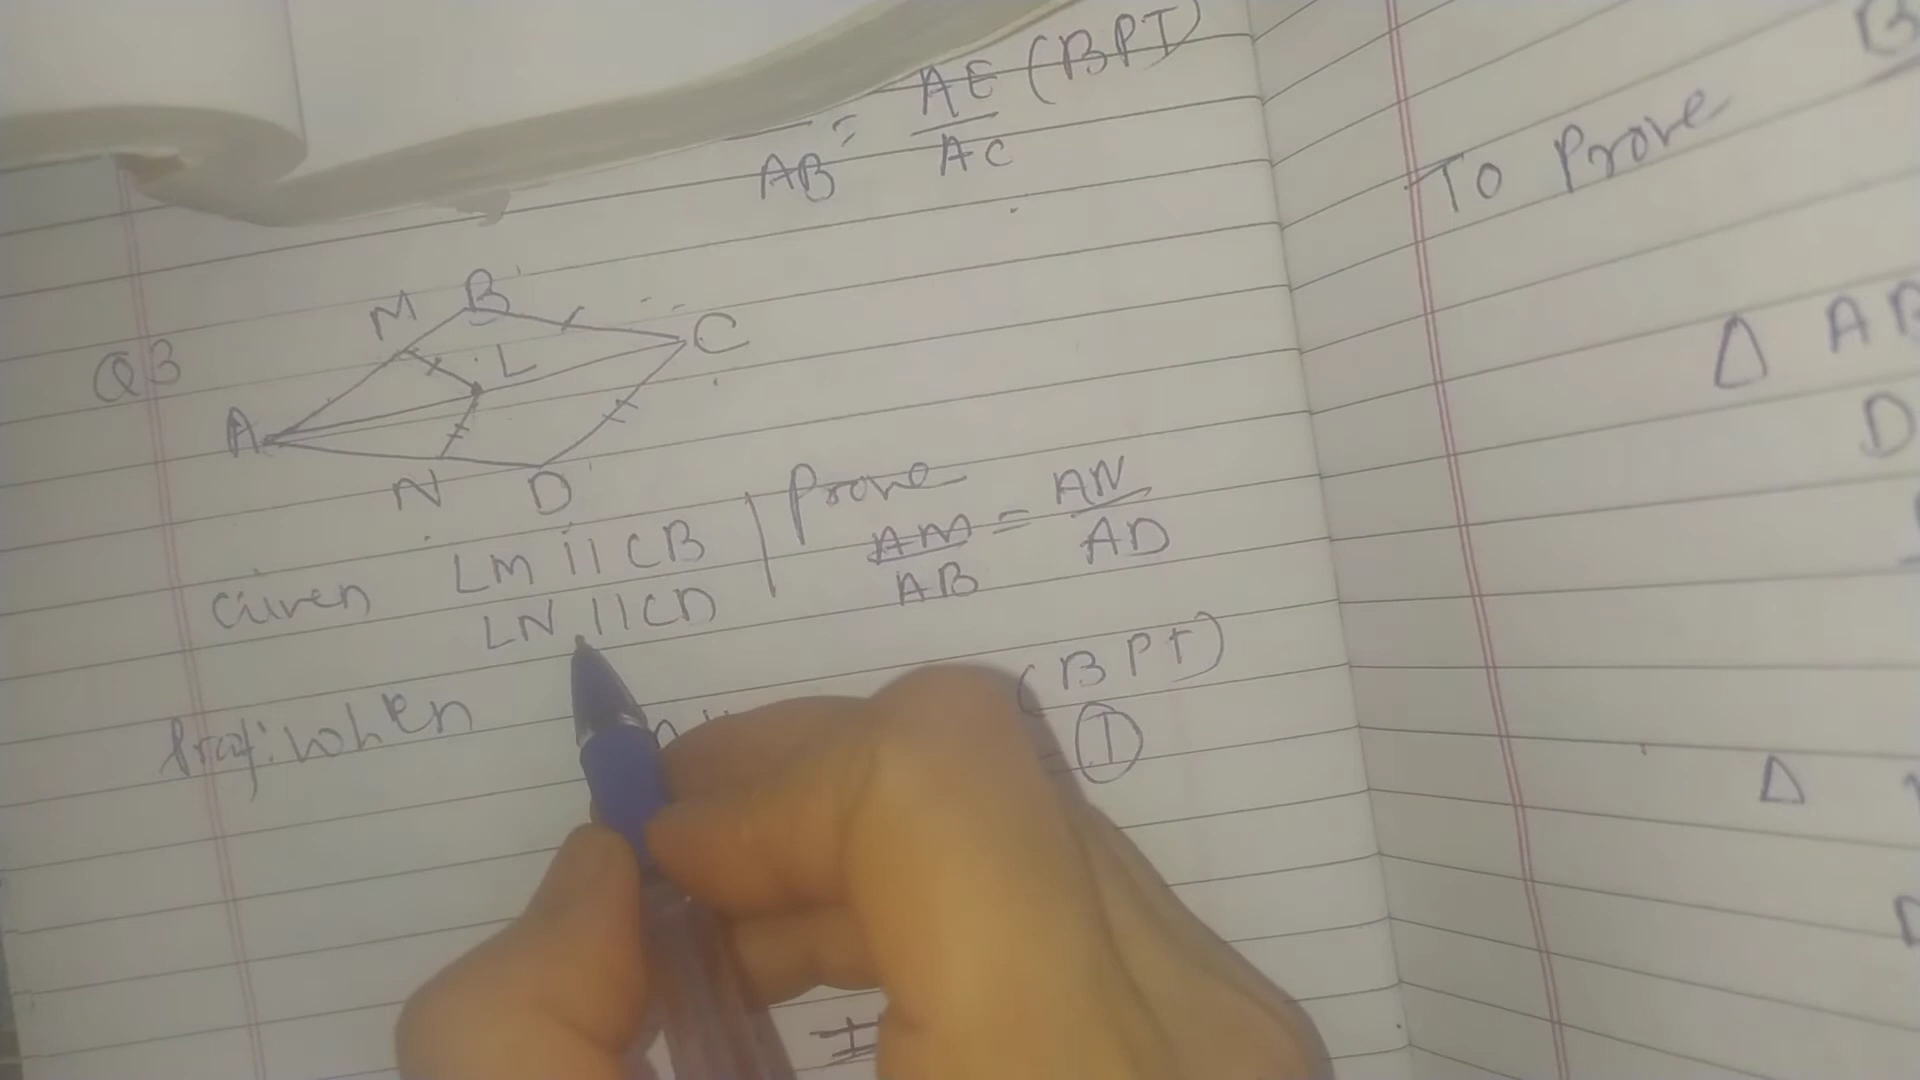 AE (BPT)
AB = AC
Q3
M B
L C
A
N D
Given LM || CB
LN || CD
Prove
AM = AN
AB AD
Proof: when
(BPT)
I
To Prove
B
Δ AB
D
Δ